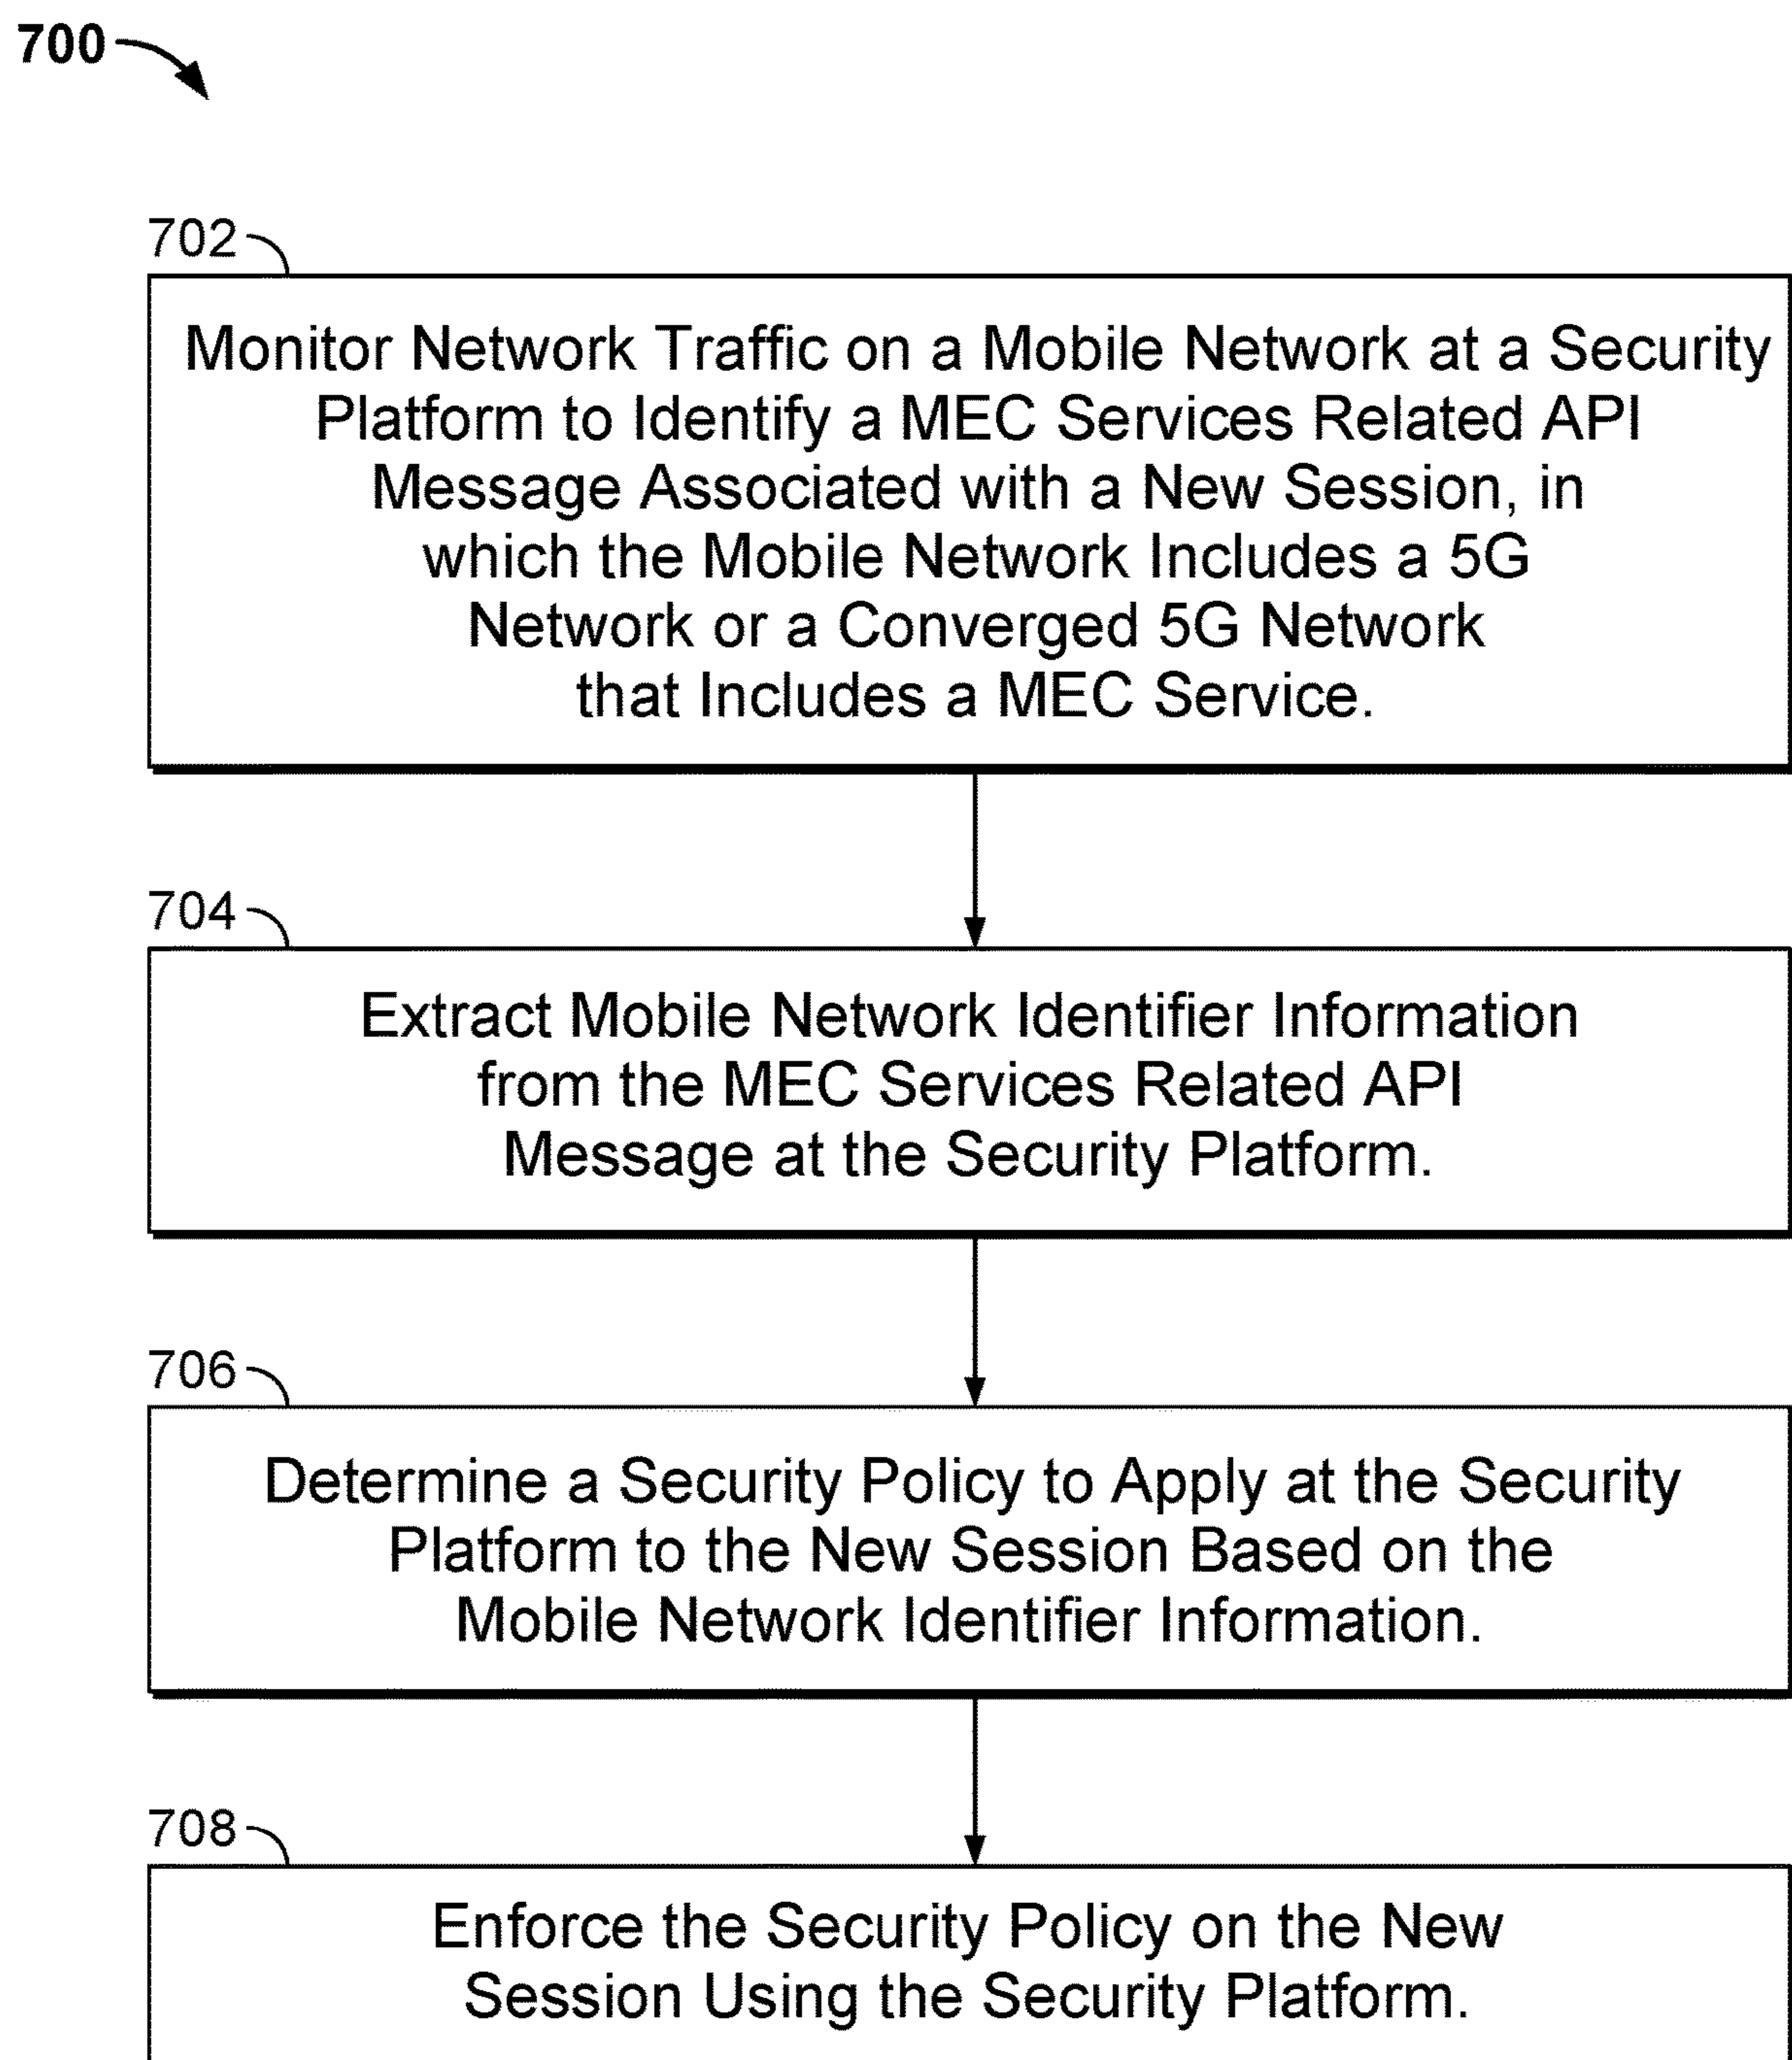 700
702
Monitor Network Traffic on a Mobile Network at a Security
Platform to Identify a MEC Services Related API
Message Associated with a New Session, in
which the Mobile Network Includes a 5G
Network or a Converged 5G Network
that Includes a MEC Service.
704
Extract Mobile Network Identifier Information
from the MEC Services Related API
Message at the Security Platform.
706
Determine a Security Policy to Apply at the Security
Platform to the New Session Based on the
Mobile Network Identifier Information.
708
Enforce the Security Policy on the New
Session Using the Security Platform.